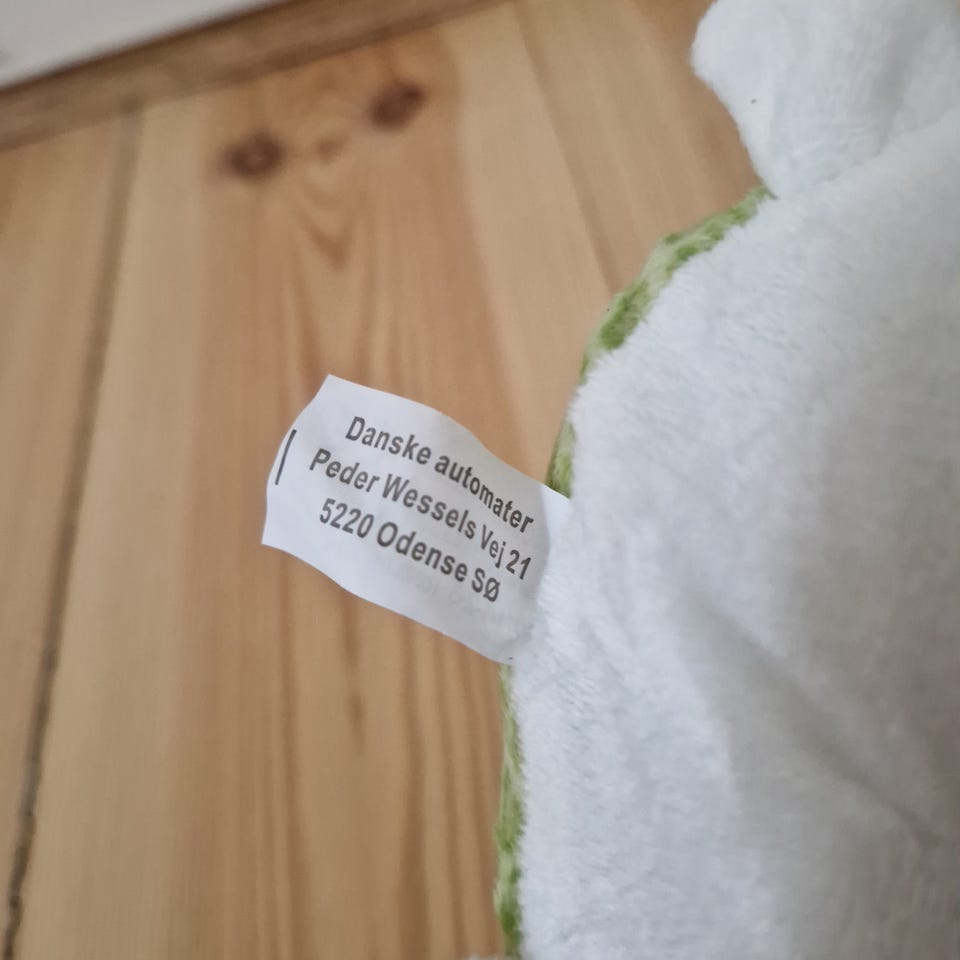 Danske automater
Peder Wessels Vej 21
5220 Odense SØ